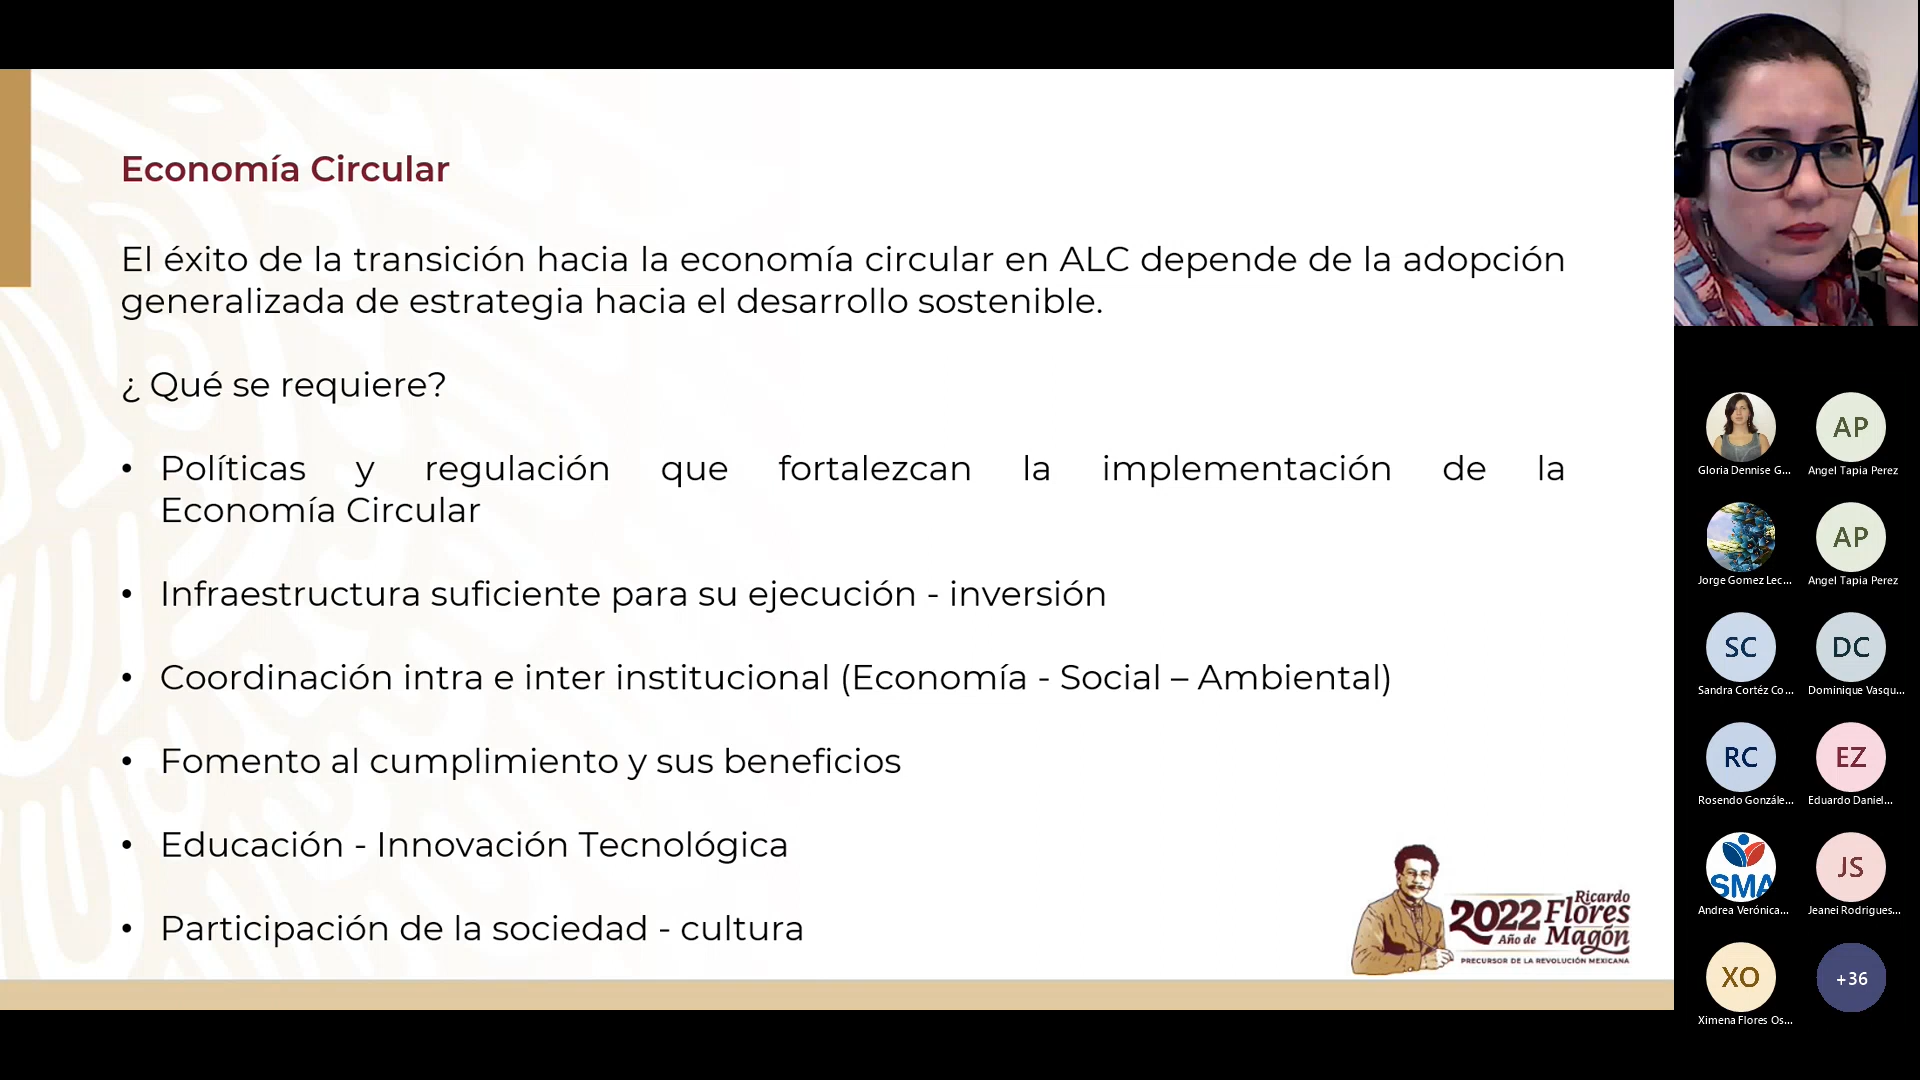 Economía Circular
El éxito de la transición hacia la economía circular en ALC depende de la adopción
generalizada de estrategia hacia el desarrollo sostenible.
¿ Qué se requiere?
• Políticas y regulación que fortalezcan la implementación de la
Economía Circular
• Infraestructura suficiente para su ejecución - inversión
• Coordinación intra e inter institucional (Economía - Social – Ambiental)
• Fomento al cumplimiento y sus beneficios
• Educación - Innovación Tecnológica
• Participación de la sociedad - cultura
2022 Ricardo
Flores
Año de Magón
PRECURSOR DE LA REVOLUCIÓN MEXICANA
AP
Gloria Dennise G...
Angel Tapia Perez
AP
Jorge Gomez Lec...
Angel Tapia Perez
SC
DC
Sandra Cortéz Co...
Dominique Vasqu...
RC
EZ
Rosendo Gonzále...
Eduardo Daniel...
SMA
JS
Andrea Verónica...
Jeanei Rodrigues...
XO
+36
Ximena Flores Os...